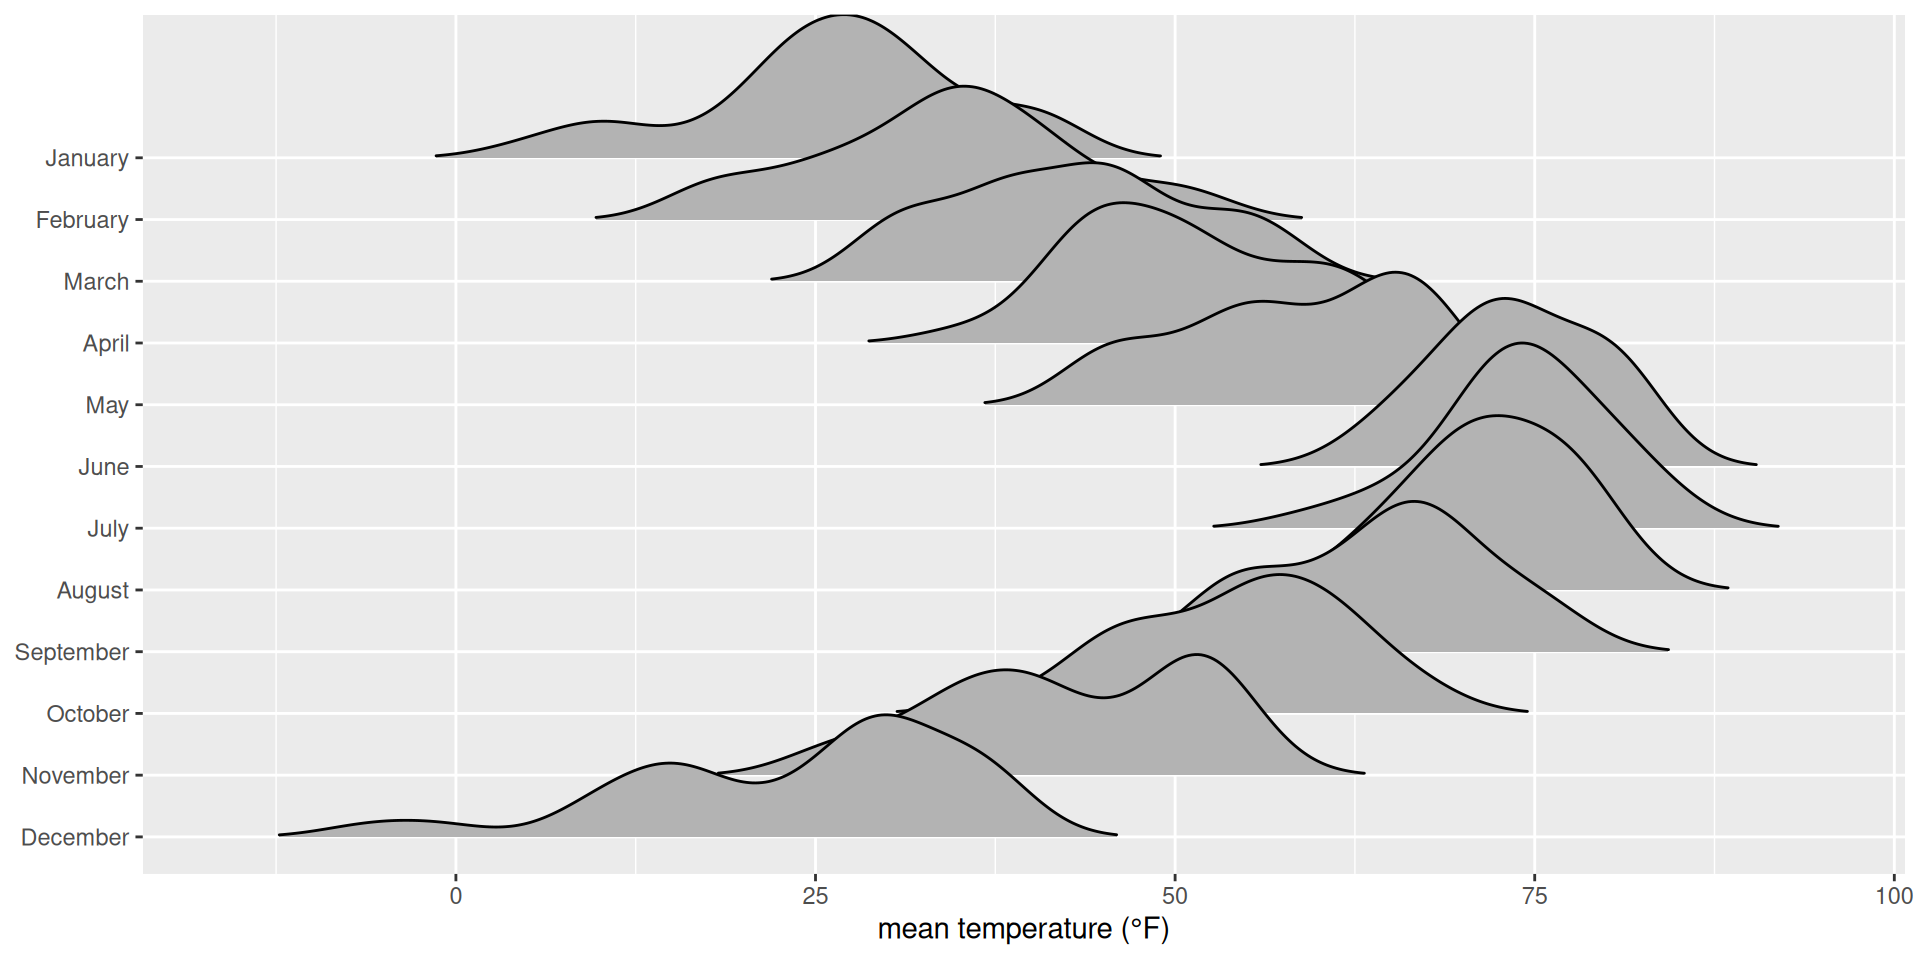 January
February
March
April
May
June
July
August
September
October
November
December
0 25 50 75 100
mean temperature (°F)